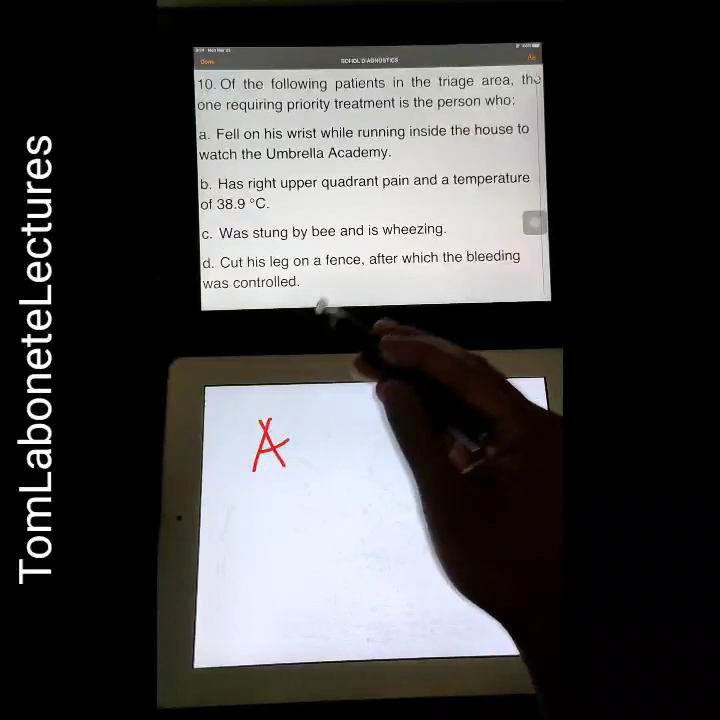 TomLaboneteLectures
Done
SCHOL DIAGNOSTICS
AA
10. Of the following patients in the triage area, the
one requiring priority treatment is the person who:
a. Fell on his wrist while running inside the house to
watch the Umbrella Academy.
b. Has right upper quadrant pain and a temperature
of 38.9 °C.
c. Was stung by bee and is wheezing.
d. Cut his leg on a fence, after which the bleeding
was controlled.
A